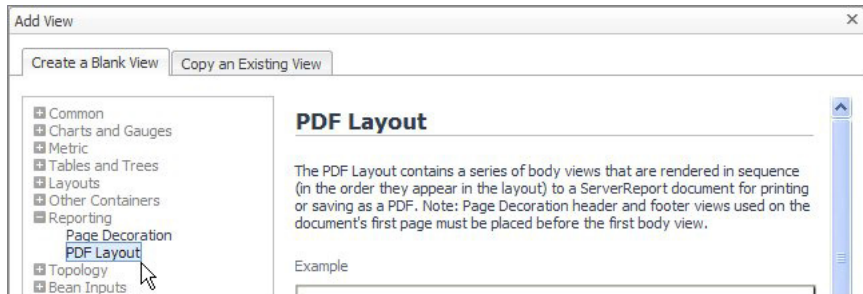 Add View
Create a Blank View
Copy an Existing View
Common
Charts and Gauges
Metric
Tables and Trees
Layouts
Other Containers
Reporting
Page Decoration
PDF Layout
Topology
Bean Inputs
PDF Layout
The PDF Layout contains a series of body views that are rendered in sequence
(in the order they appear in the layout) to a ServerReport document for printing
or saving as a PDF. Note: Page Decoration header and footer views used on the
document's first page must be placed before the first body view.
Example